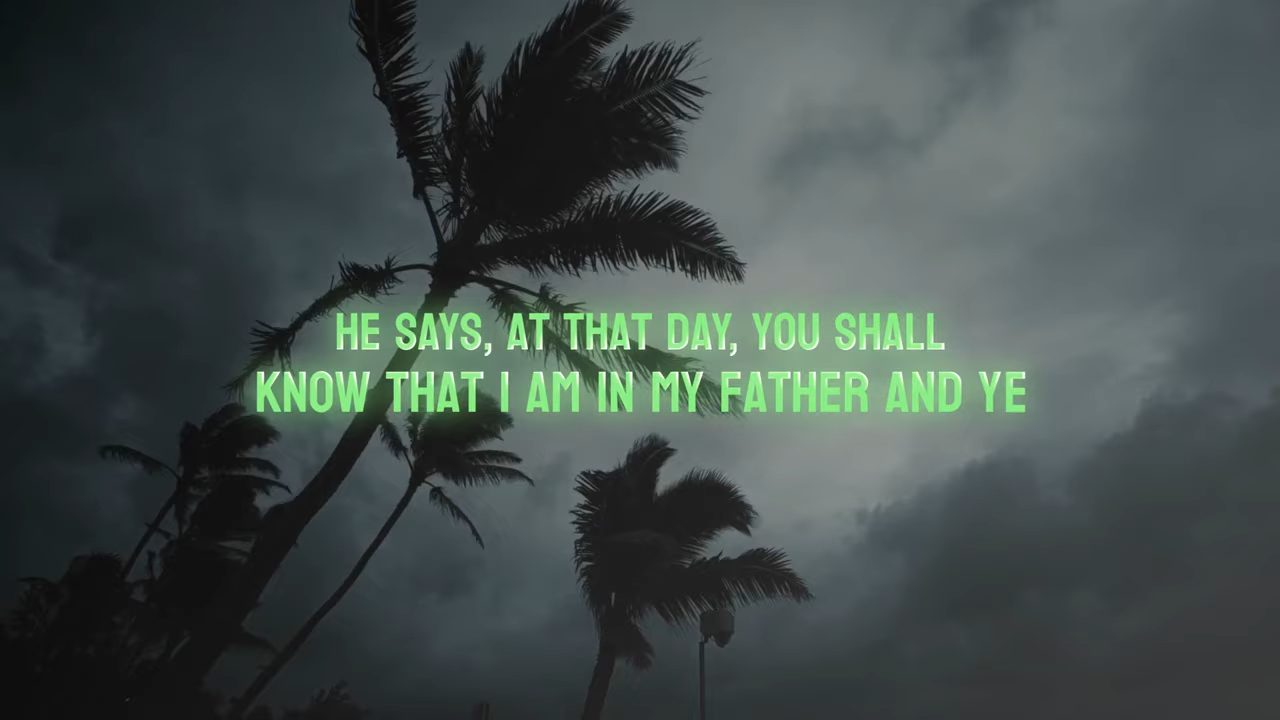 HE SAYS, AT THAT DAY, YOU SHALL
KNOW THAT I AM IN MY FATHER AND YE